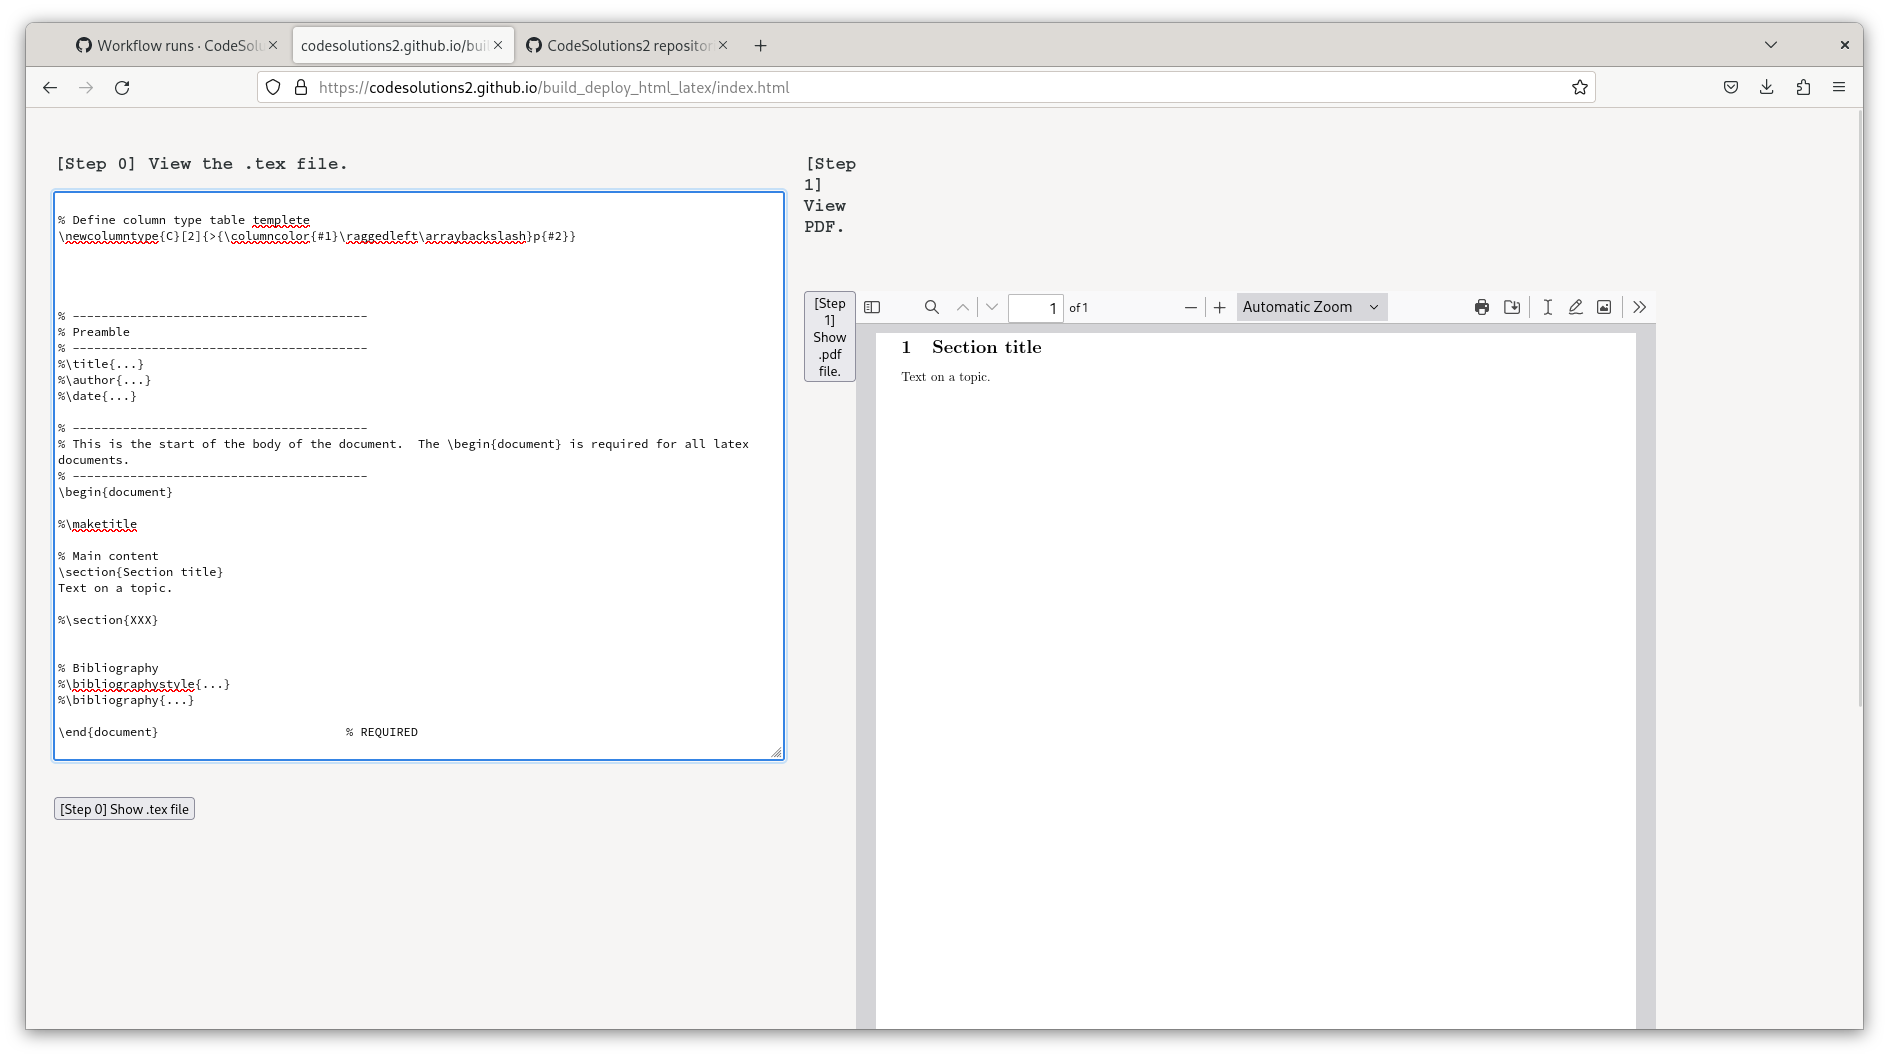 Workflow runs · CodeSolu
codesolutions2.github.io/buil
CodeSolutions2 repositor
https://codesolutions2.github.io/build_deploy_html_latex/index.html
[Step 0] View the .tex file.
% Define column type table templete
\newcolumntype{C}[2]{>{\columncolor{#1}\raggedleft\arraybackslash}p{#2}}
% -----------------------------------------
% Preamble
% -----------------------------------------
%\title{...}
%\author{...}
%\date{...}
% -----------------------------------------
% This is the start of the body of the document.  The \begin{document} is required for all latex
documents.
% -----------------------------------------
\begin{document}
%\maketitle
% Main content
\section{Section title}
Text on a topic.
%\section{XXX}
% Bibliography
%\bibliographystyle{...}
%\bibliography{...}
\end{document} % REQUIRED
[Step 0] Show .tex file
[Step
1]
View
PDF.
[Step
1]
Show
.pdf
file.
1 of 1
Automatic Zoom
1 Section title
Text on a topic.